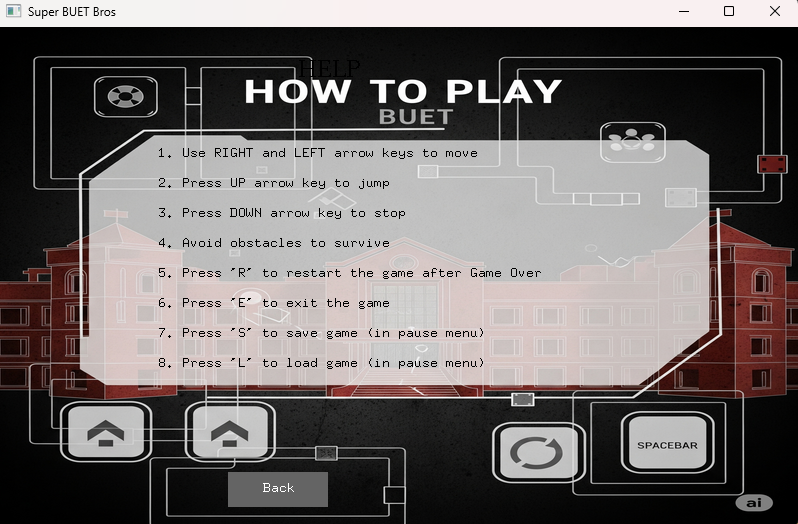 Super BUET Bros
HELP
HOW TO PLAY
BUET
1. Use RIGHT and LEFT arrow keys to move
2. Press UP arrow key to jump
3. Press DOWN arrow key to stop
4. Avoid obstacles to survive
5. Press "R" to restart the game after Game Over
6. Press "E" to exit the game
7. Press "S" to save game (in pause menu)
8. Press "L" to load game (in pause menu)
SPACEBAR
Back
ai